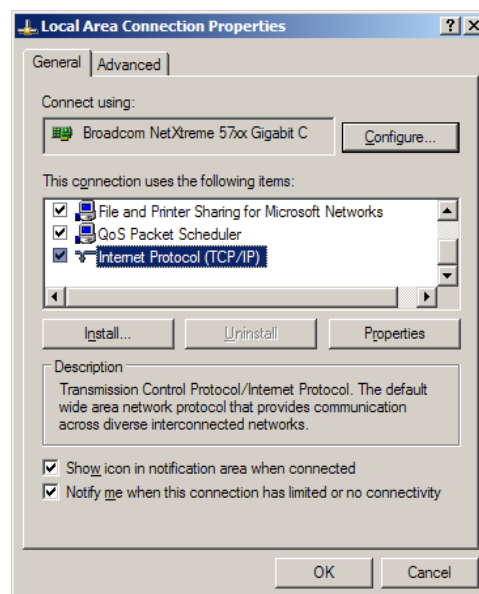 Local Area Connection Properties
General Advanced
Connect using:
Broadcom NetXtreme 57xx Gigabit C Configure...
This connection uses the following items:
File and Printer Sharing for Microsoft Networks
QoS Packet Scheduler
Internet Protocol (TCP/IP)
Install... Uninstall Properties
Description
Transmission Control Protocol/Internet Protocol. The default
wide area network protocol that provides communication
across diverse interconnected networks.
Show icon in notification area when connected
Notify me when this connection has limited or no connectivity
OK Cancel